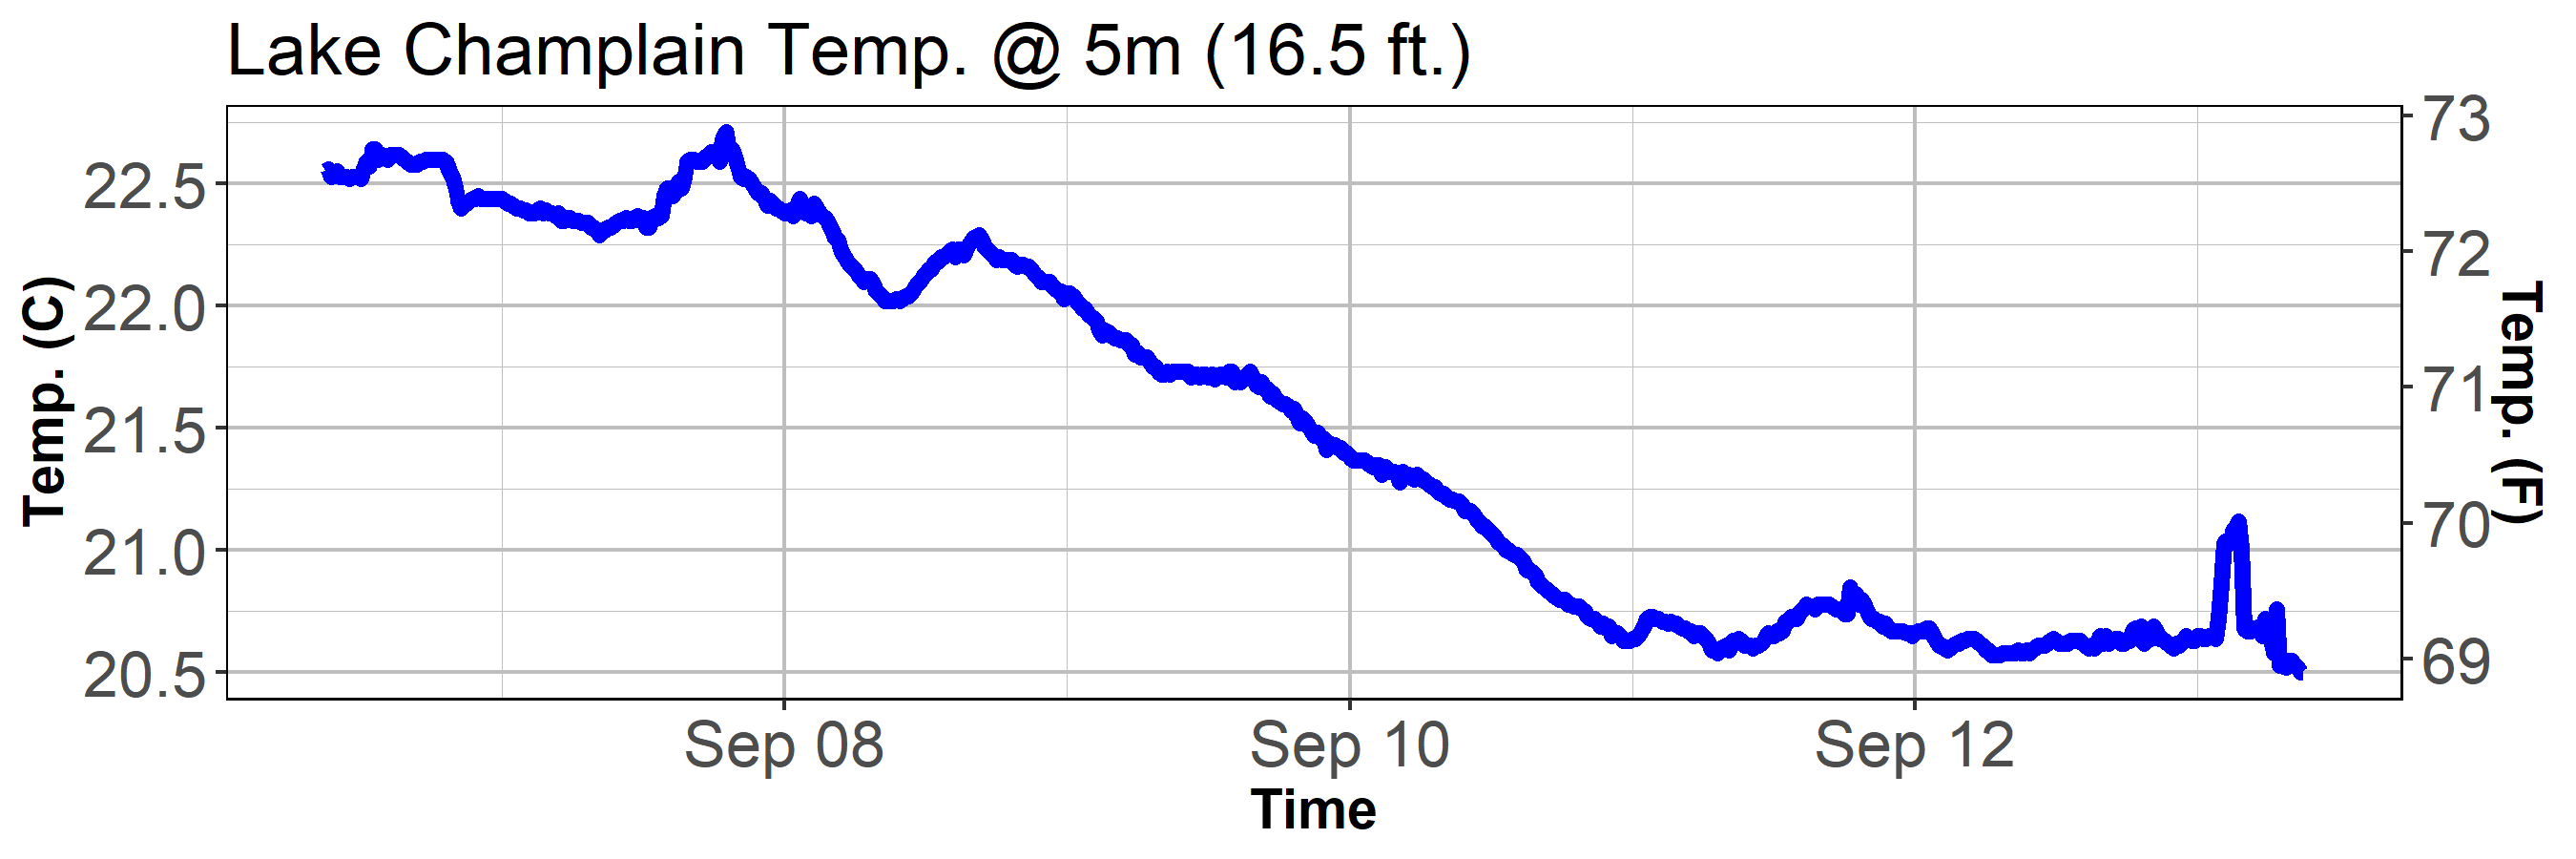 Lake Champlain Temp. @ 5m (16.5 ft.)
Temp. (C)
22.5
22.0
21.5
21.0
20.5
73
72
71
70
69
Temp. (F)
Sep 08
Sep 10
Sep 12
Time